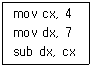 mov cx, 4
mov dx, 7
sub dx, cx